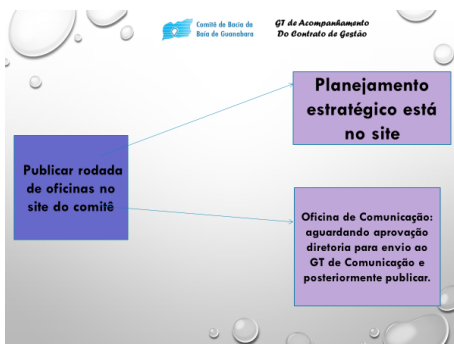 Comitê da Bacia da
Baía de Guanabara
GT de Acompanhamento
Do Contrato de Gestão
Planejamento
estratégico está
no site
Publicar rodada
de oficinas no
site do comitê
Oficina de Comunicação:
aguardando aprovação
diretoria para envio ao
GT de Comunicação e
posteriormente publicar.